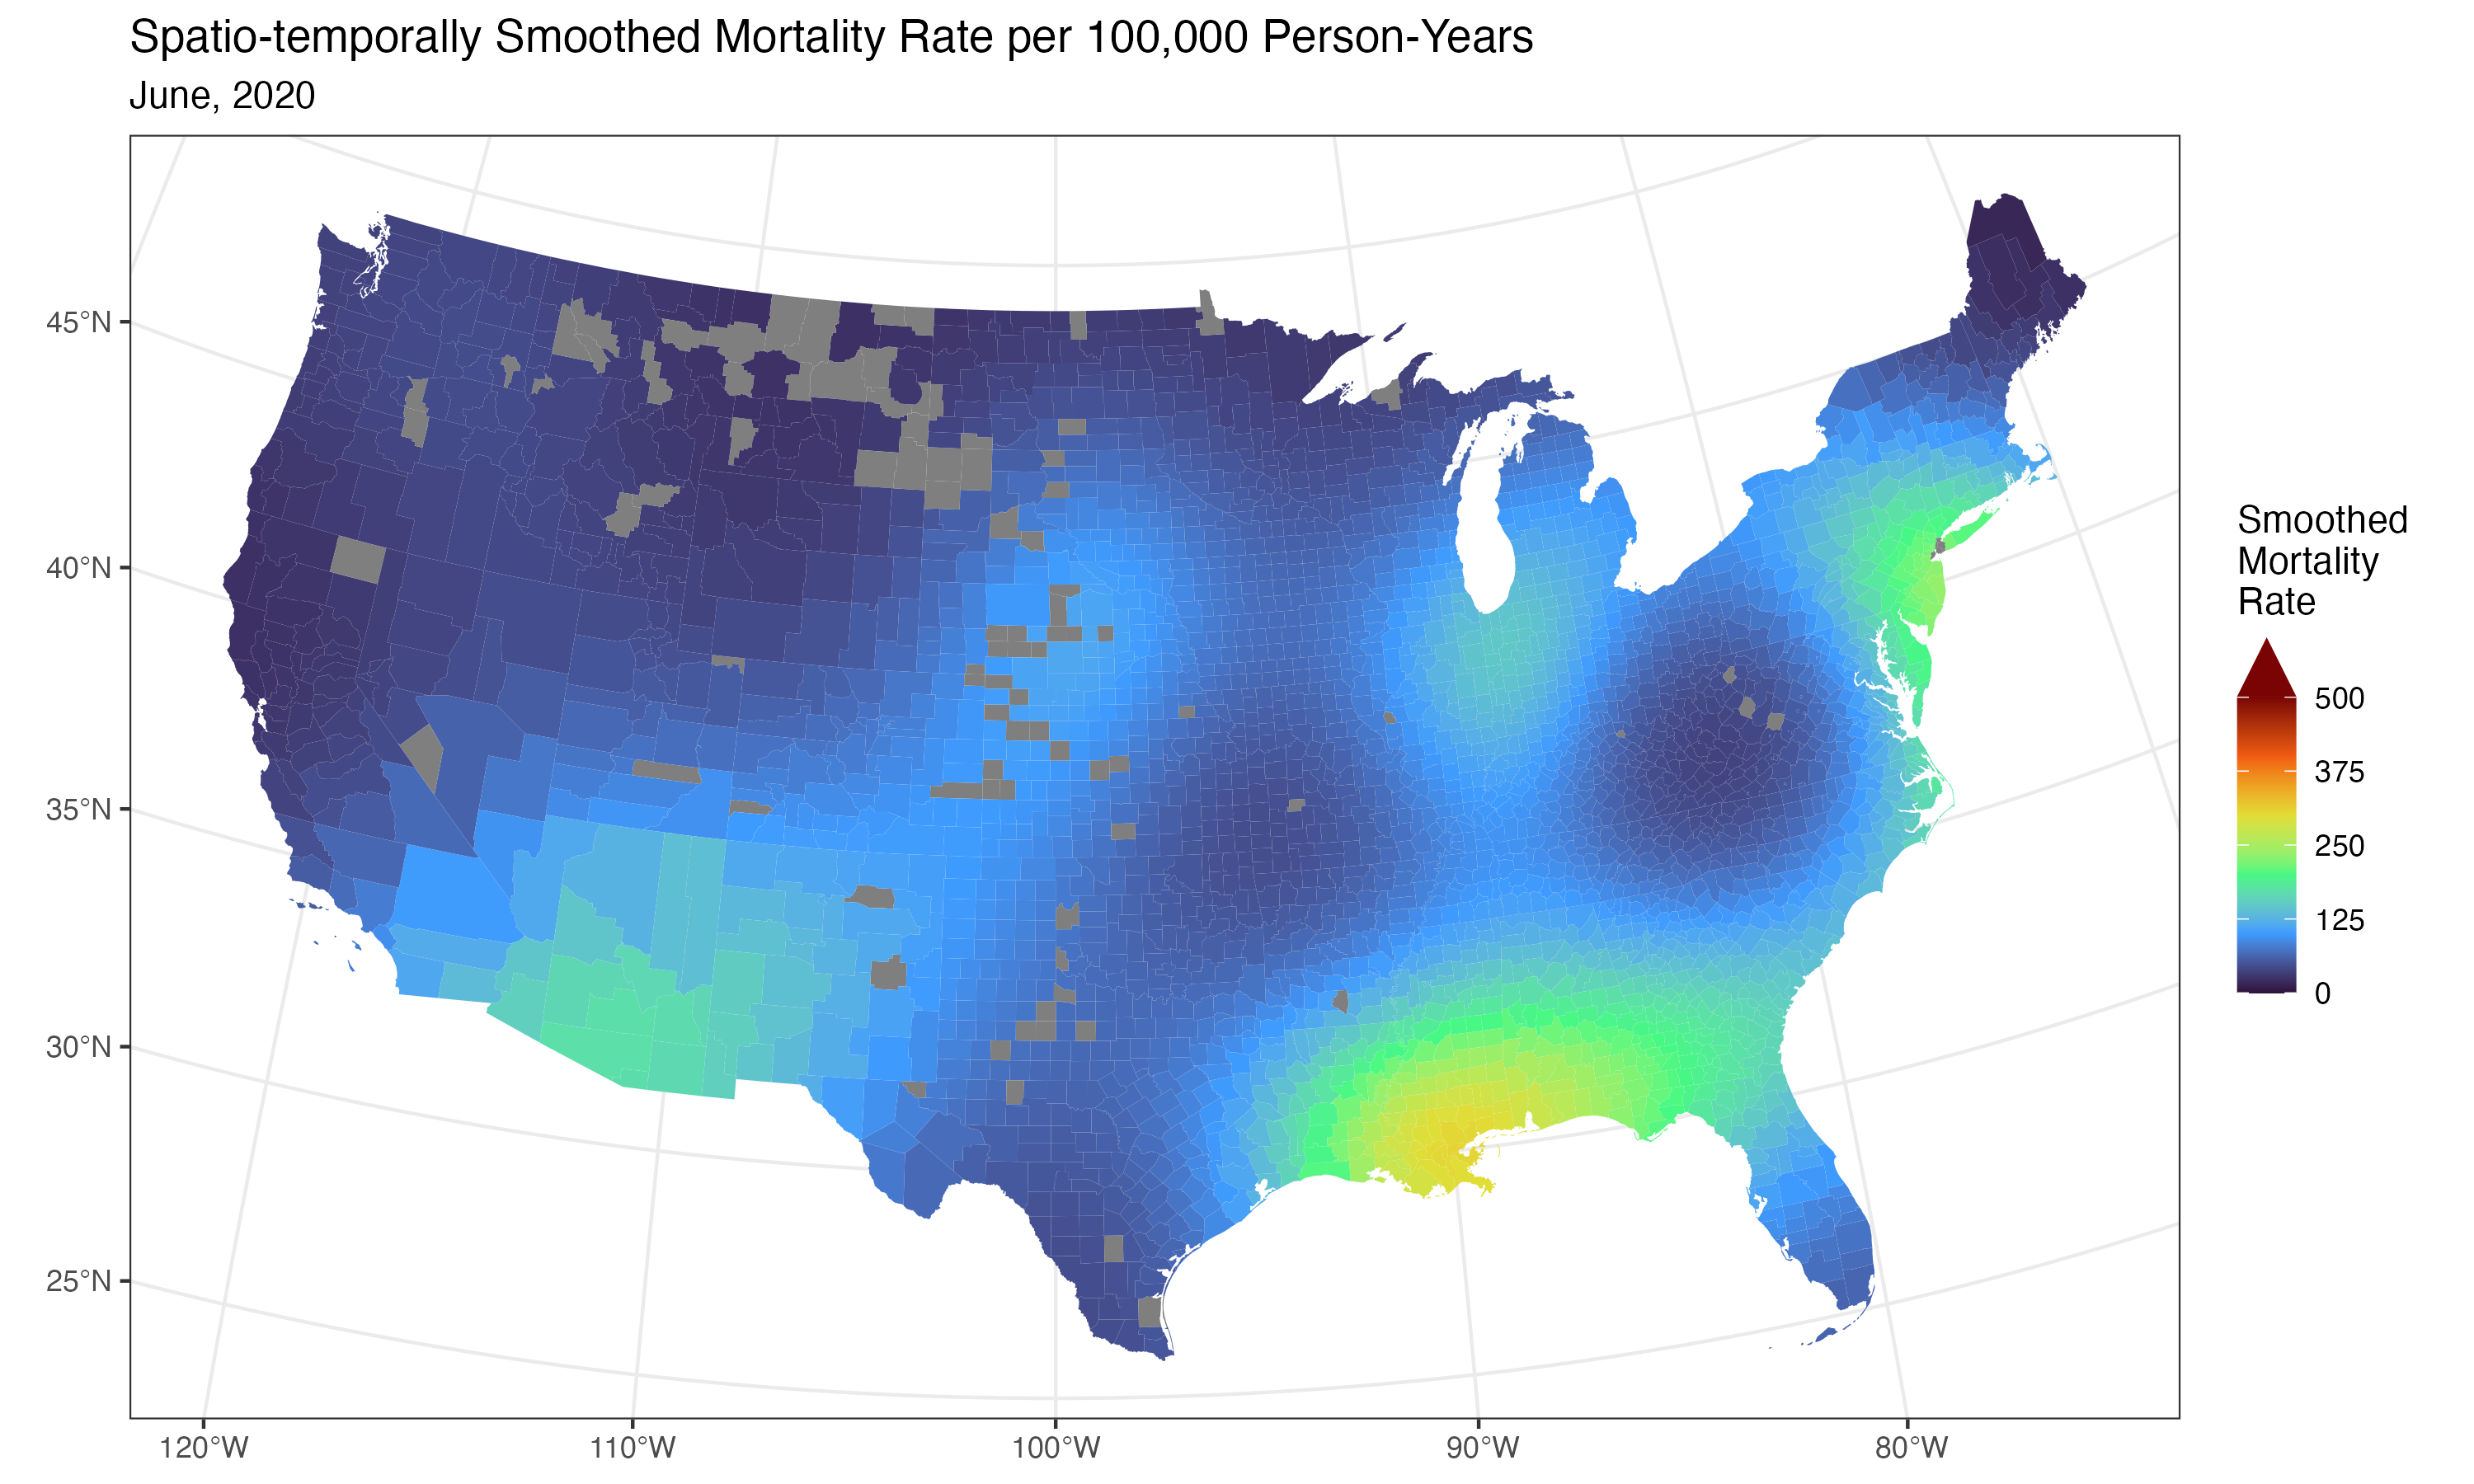 Spatio-temporally Smoothed Mortality Rate per 100,000 Person-Years
June, 2020
45°N
40°N
35°N
30°N
25°N
120°W
110°W
100°W
90°W
80°W
Smoothed
Mortality
Rate
500
375
250
125
0